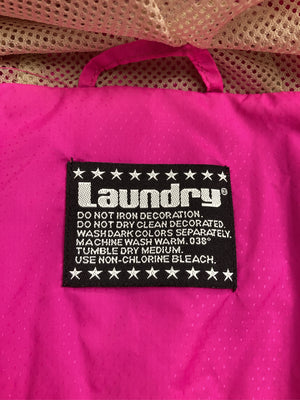 Laundry®
DO NOT IRON DECORATION.
DO NOT DRY CLEAN DECORATED.
WASH DARK COLORS SEPARATELY.
MACHINE WASH WARM. 038°
TUMBLE DRY MEDIUM.
USE NON-CHLORINE BLEACH.